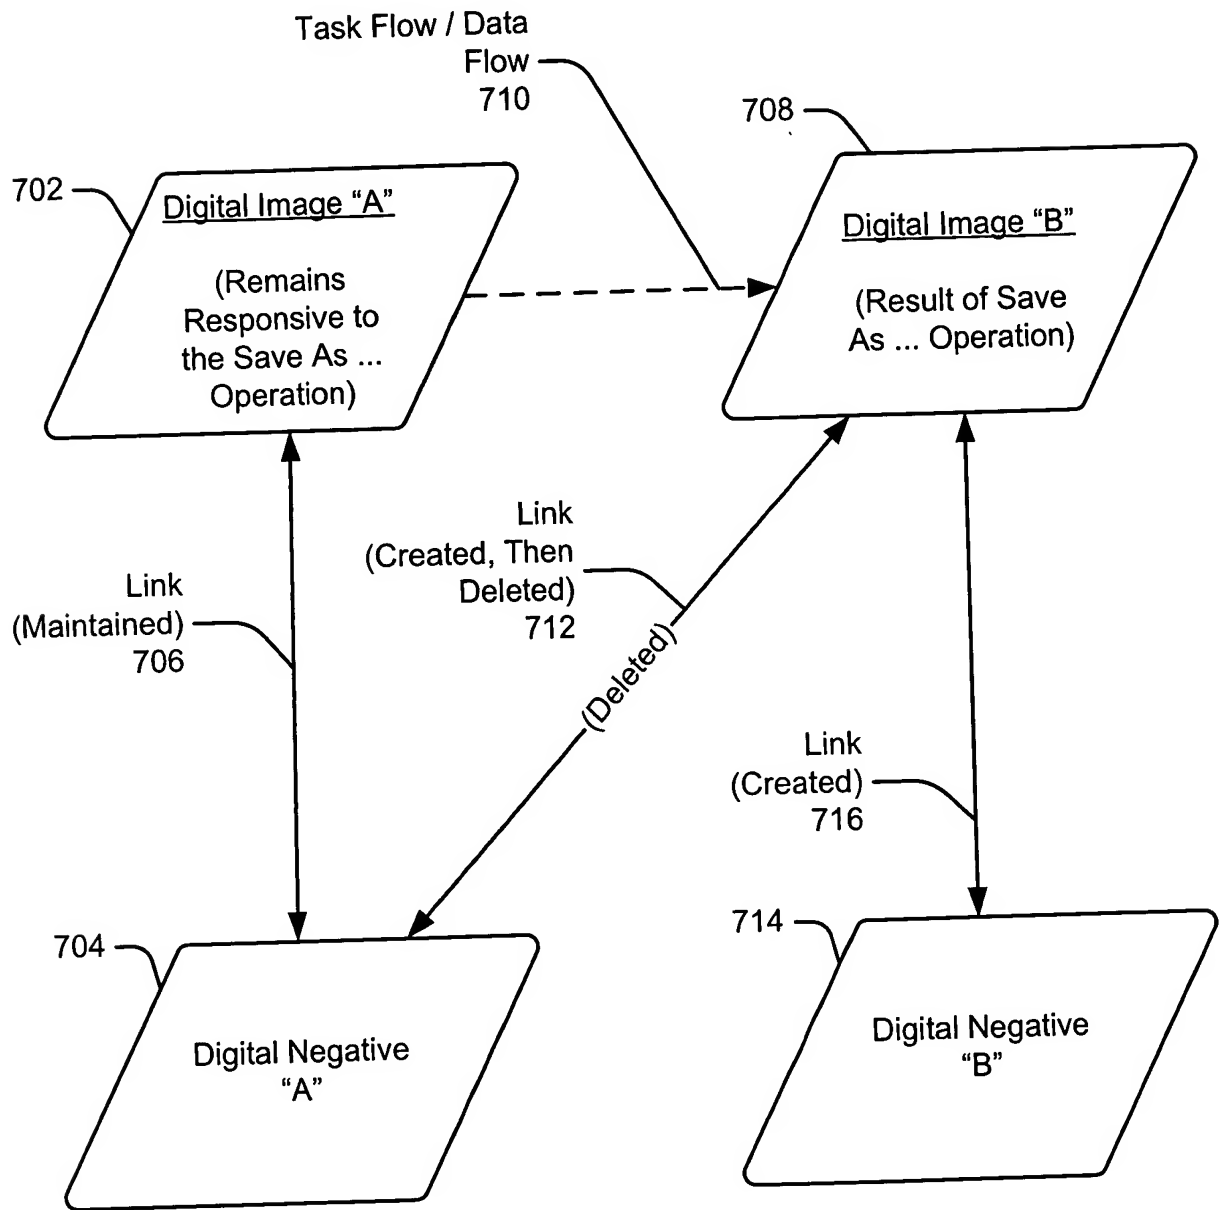 Task Flow / Data
Flow
710
708
702
Digital Image “A”
(Remains
Responsive to
the Save As ...
Operation)
Digital Image “B”
(Result of Save
As ... Operation)
Link
(Maintained)
706
Link
(Created, Then
Deleted)
712
(Deleted)
Link
(Created)
716
704
Digital Negative
“A”
714
Digital Negative
“B”